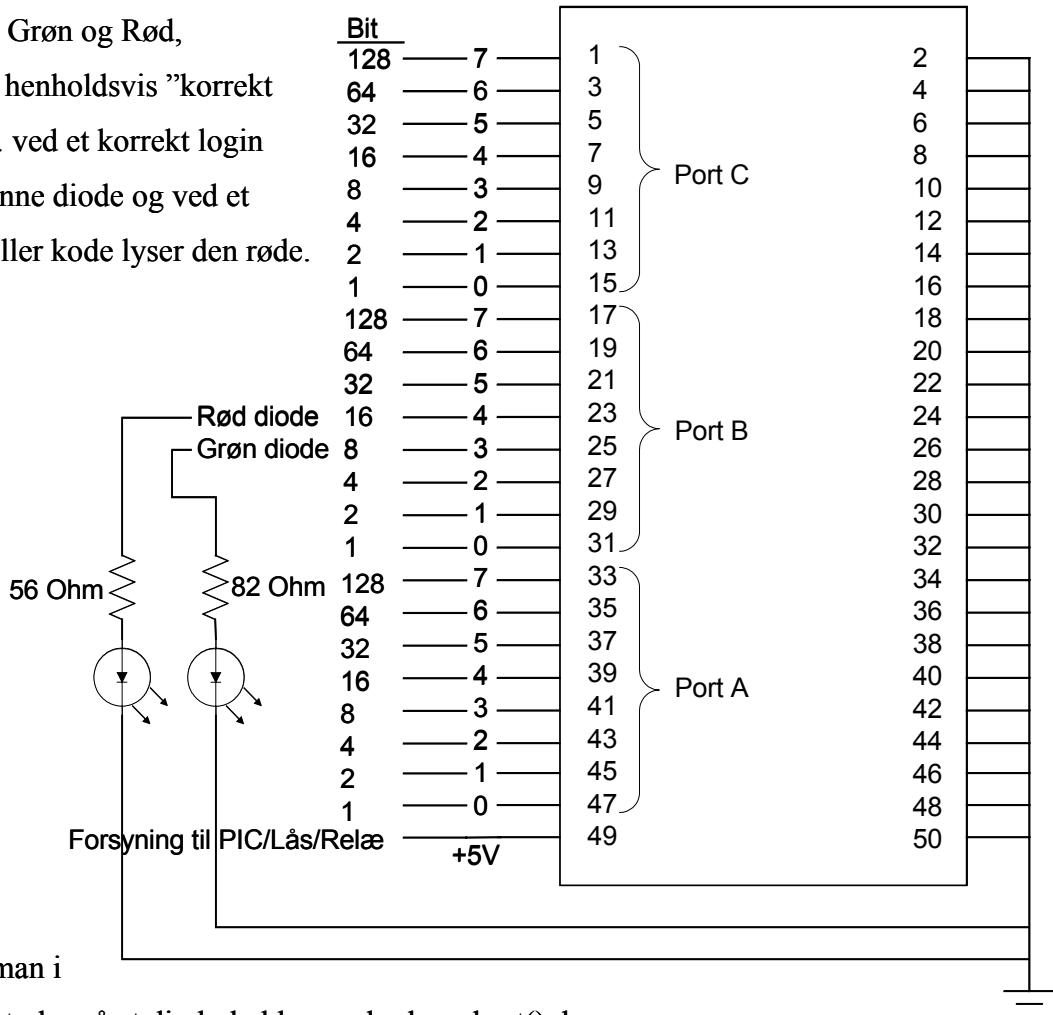 Grøn og Rød,
henholdsvis ”korrekt
ved et korrekt login
nne diode og ved et
ller kode lyser den røde.
Bit
128 7 1 2
64 6 3 4
32 5 5 6
16 4 7 8
8 3 9 10
4 2 11 12
2 1 13 14
1 0 15 16
Port C
128 7 17 18
64 6 19 20
32 5 21 22
Rød diode 16 4 23 24
Grøn diode 8 3 25 26
4 2 27 28
2 1 29 30
1 0 31 32
Port B
56 Ohm 82 Ohm
128 7 33 34
64 6 35 36
32 5 37 38
16 4 39 40
8 3 41 42
4 2 43 44
2 1 45 46
1 0 47 48
Port A
Forsyning til PIC/Lås/Relæ +5V 49 50
man i